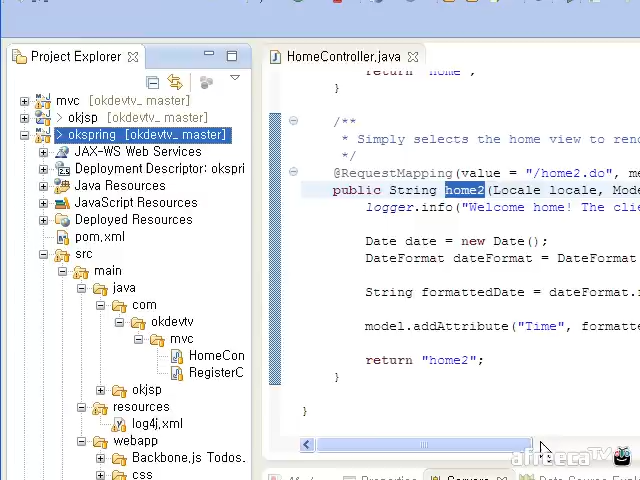 Project Explorer
mvc [okdevtv_ master]
> okjsp [okdevtv_ master]
> okspring [okdevtv_ master]
JAX-WS Web Services
Deployment Descriptor: okspri
Java Resources
JavaScript Resources
Deployed Resources
pom.xml
src
main
java
com
okdevtv
mvc
HomeCon
RegisterC
okjsp
resources
log4j.xml
webapp
Backbone.js Todos.
css
HomeController.java
return "home";
}
/**
* Simply selects the home view to rend
*/
@RequestMapping(value = "/home2.do", me
public String home2(Locale locale, Mode
logger.info("Welcome home! The clie
Date date = new Date();
DateFormat dateFormat = DateFormat
String formattedDate = dateFormat.
model.addAttribute("Time", formatte
return "home2";
}
}
afreecaTV
Properties
Servers